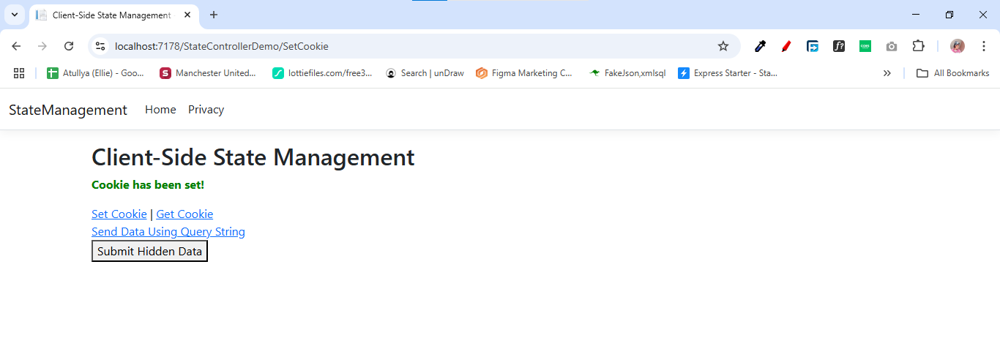 Client-Side State Management
localhost:7178/StateControllerDemo/SetCookie
f?
Atullya (Ellie) - Goo...
Manchester United...
lottiefiles.com/free3...
Search | unDraw
Figma Marketing C...
FakeJson,xmlsql
Express Starter - Sta...
All Bookmarks
StateManagement Home Privacy
Client-Side State Management
Cookie has been set!
Set Cookie | Get Cookie
Send Data Using Query String
Submit Hidden Data